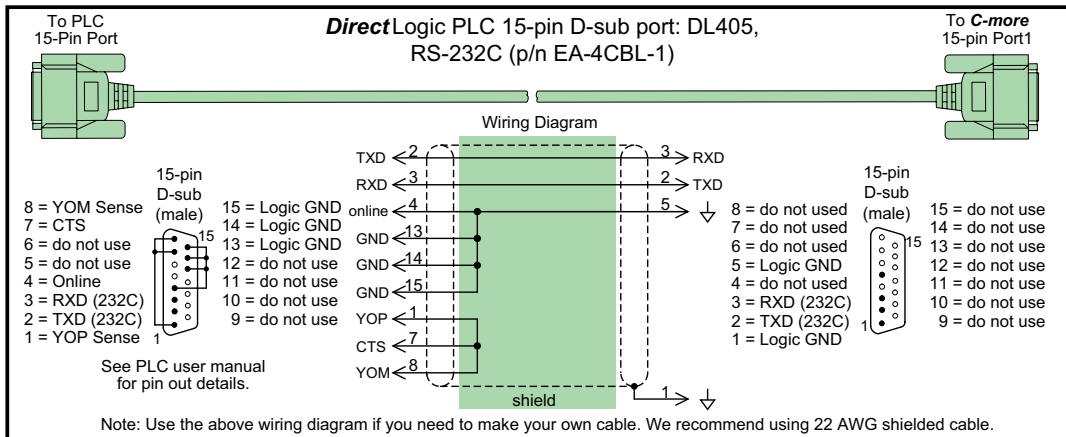 To PLC
15-Pin Port
DirectLogic PLC 15-pin D-sub port: DL405,
RS-232C (p/n EA-4CBL-1)
To C-more
15-pin Port1
Wiring Diagram
TXD 2 3 RXD
RXD 3 2 TXD
online 4 5
GND 13
GND 14
GND 15
YOP 1
CTS 7
YOM 8
1
shield
15-pin
D-sub
(male)
15
1
8 = YOM Sense
7 = CTS
6 = do not use
5 = do not use
4 = Online
3 = RXD (232C)
2 = TXD (232C)
1 = YOP Sense
15 = Logic GND
14 = Logic GND
13 = Logic GND
12 = do not use
11 = do not use
10 = do not use
9 = do not use
See PLC user manual
for pin out details.
15-pin
D-sub
(male)
15
1
8 = do not used
7 = do not used
6 = do not used
5 = Logic GND
4 = do not used
3 = RXD (232C)
2 = TXD (232C)
1 = Logic GND
15 = do not use
14 = do not use
13 = do not use
12 = do not use
11 = do not use
10 = do not use
9 = do not use
Note: Use the above wiring diagram if you need to make your own cable. We recommend using 22 AWG shielded cable.